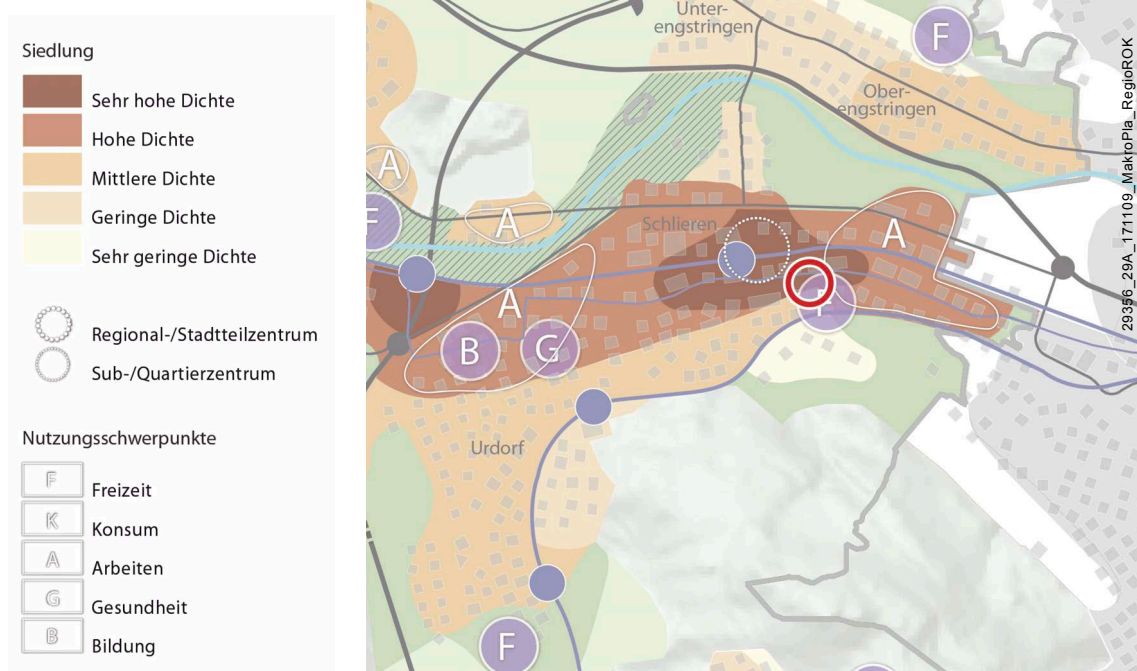 Siedlung
Sehr hohe Dichte
Hohe Dichte
Mittlere Dichte
Geringe Dichte
Sehr geringe Dichte
Regional-/Stadtteilzentrum
Sub-/Quartierzentrum
Nutzungsschwerpunkte
F
Freizeit
K
Konsum
A
Arbeiten
G
Gesundheit
B
Bildung
Unter-
engstringen
F
Ober-
engstringen
A
F
A
Schlieren
A
A
F
B
G
Urdorf
F
29356_29A_171109_MakroPla_RegioROK